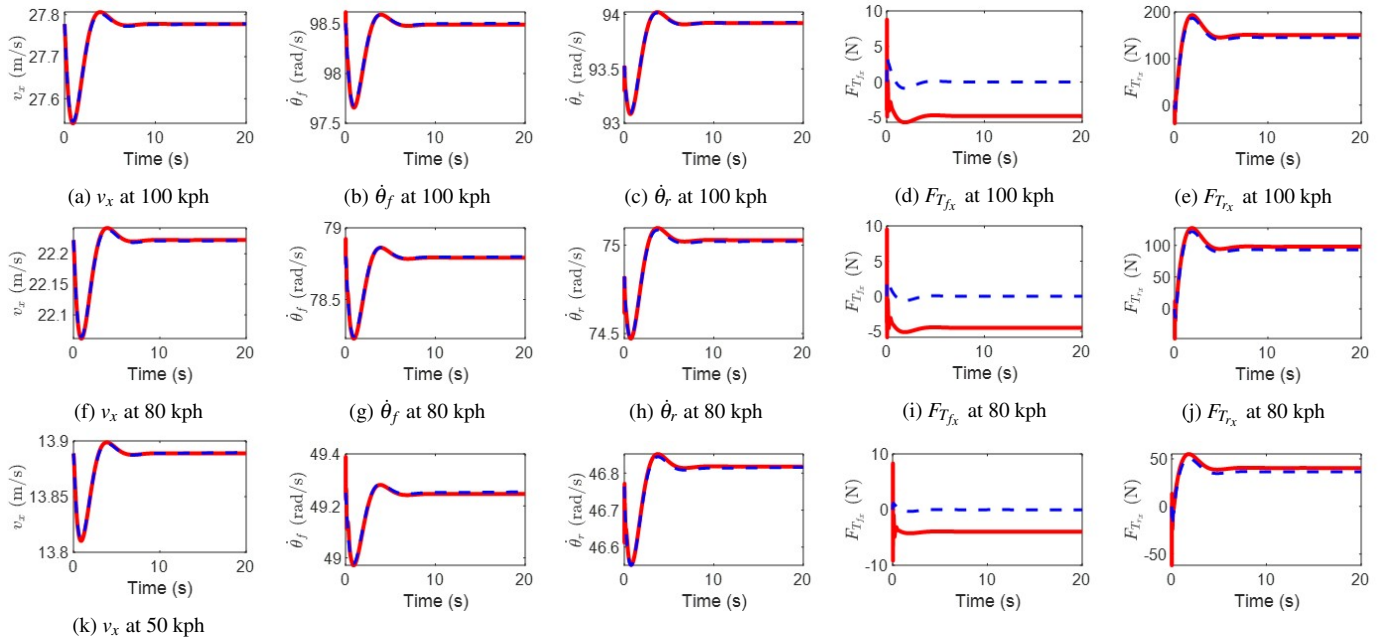 27.8
27.7
27.6
v_x (m/s)
0 10 20
Time (s)
(a) v_x at 100 kph
98.5
98
97.5
θ̇_f (rad/s)
0 10 20
Time (s)
(b) θ̇_f at 100 kph
94
93.5
93
θ̇_r (rad/s)
0 10 20
Time (s)
(c) θ̇_r at 100 kph
10
5
0
-5
F_{T_{fx}} (N)
0 10 20
Time (s)
(d) F_{T_{fx}} at 100 kph
200
100
0
F_{T_{rx}} (N)
0 10 20
Time (s)
(e) F_{T_{rx}} at 100 kph
22.2
22.15
22.1
v_x (m/s)
0 10 20
Time (s)
(f) v_x at 80 kph
79
78.5
θ̇_f (rad/s)
0 10 20
Time (s)
(g) θ̇_f at 80 kph
75
74.5
θ̇_r (rad/s)
0 10 20
Time (s)
(h) θ̇_r at 80 kph
10
5
0
-5
F_{T_{fx}} (N)
0 10 20
Time (s)
(i) F_{T_{fx}} at 80 kph
100
50
0
F_{T_{rx}} (N)
0 10 20
Time (s)
(j) F_{T_{rx}} at 80 kph
13.9
13.85
13.8
v_x (m/s)
0 10 20
Time (s)
(k) v_x at 50 kph
49.4
49.2
49
θ̇_f (rad/s)
0 10 20
Time (s)
46.8
46.7
46.6
θ̇_r (rad/s)
0 10 20
Time (s)
10
0
-10
F_{T_{fx}} (N)
0 10 20
Time (s)
50
0
-50
F_{T_{rx}} (N)
0 10 20
Time (s)